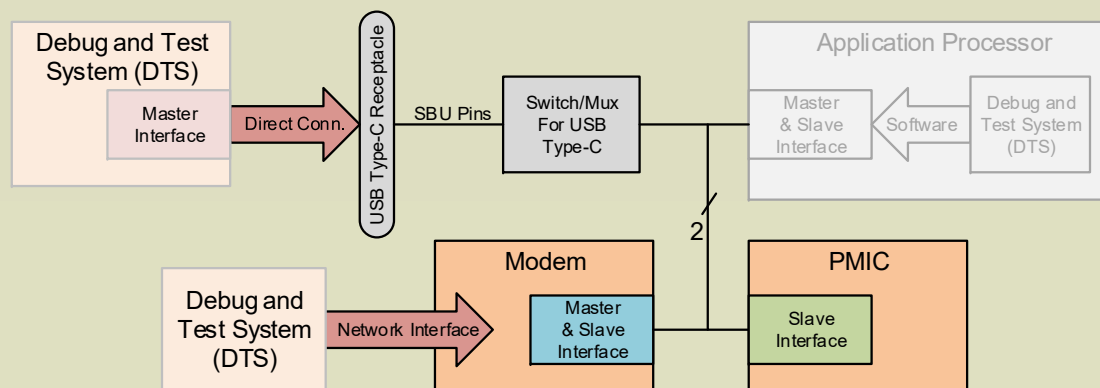 Debug and Test
System (DTS)
Master
Interface
Direct Conn.
USB Type-C Receptacle
SBU Pins
Switch/Mux
For USB
Type-C
Application Processor
Master
& Slave
Interface
Software
Debug and
Test System
(DTS)
2
Debug and
Test System
(DTS)
Network Interface
Modem
Master
& Slave
Interface
PMIC
Slave
Interface